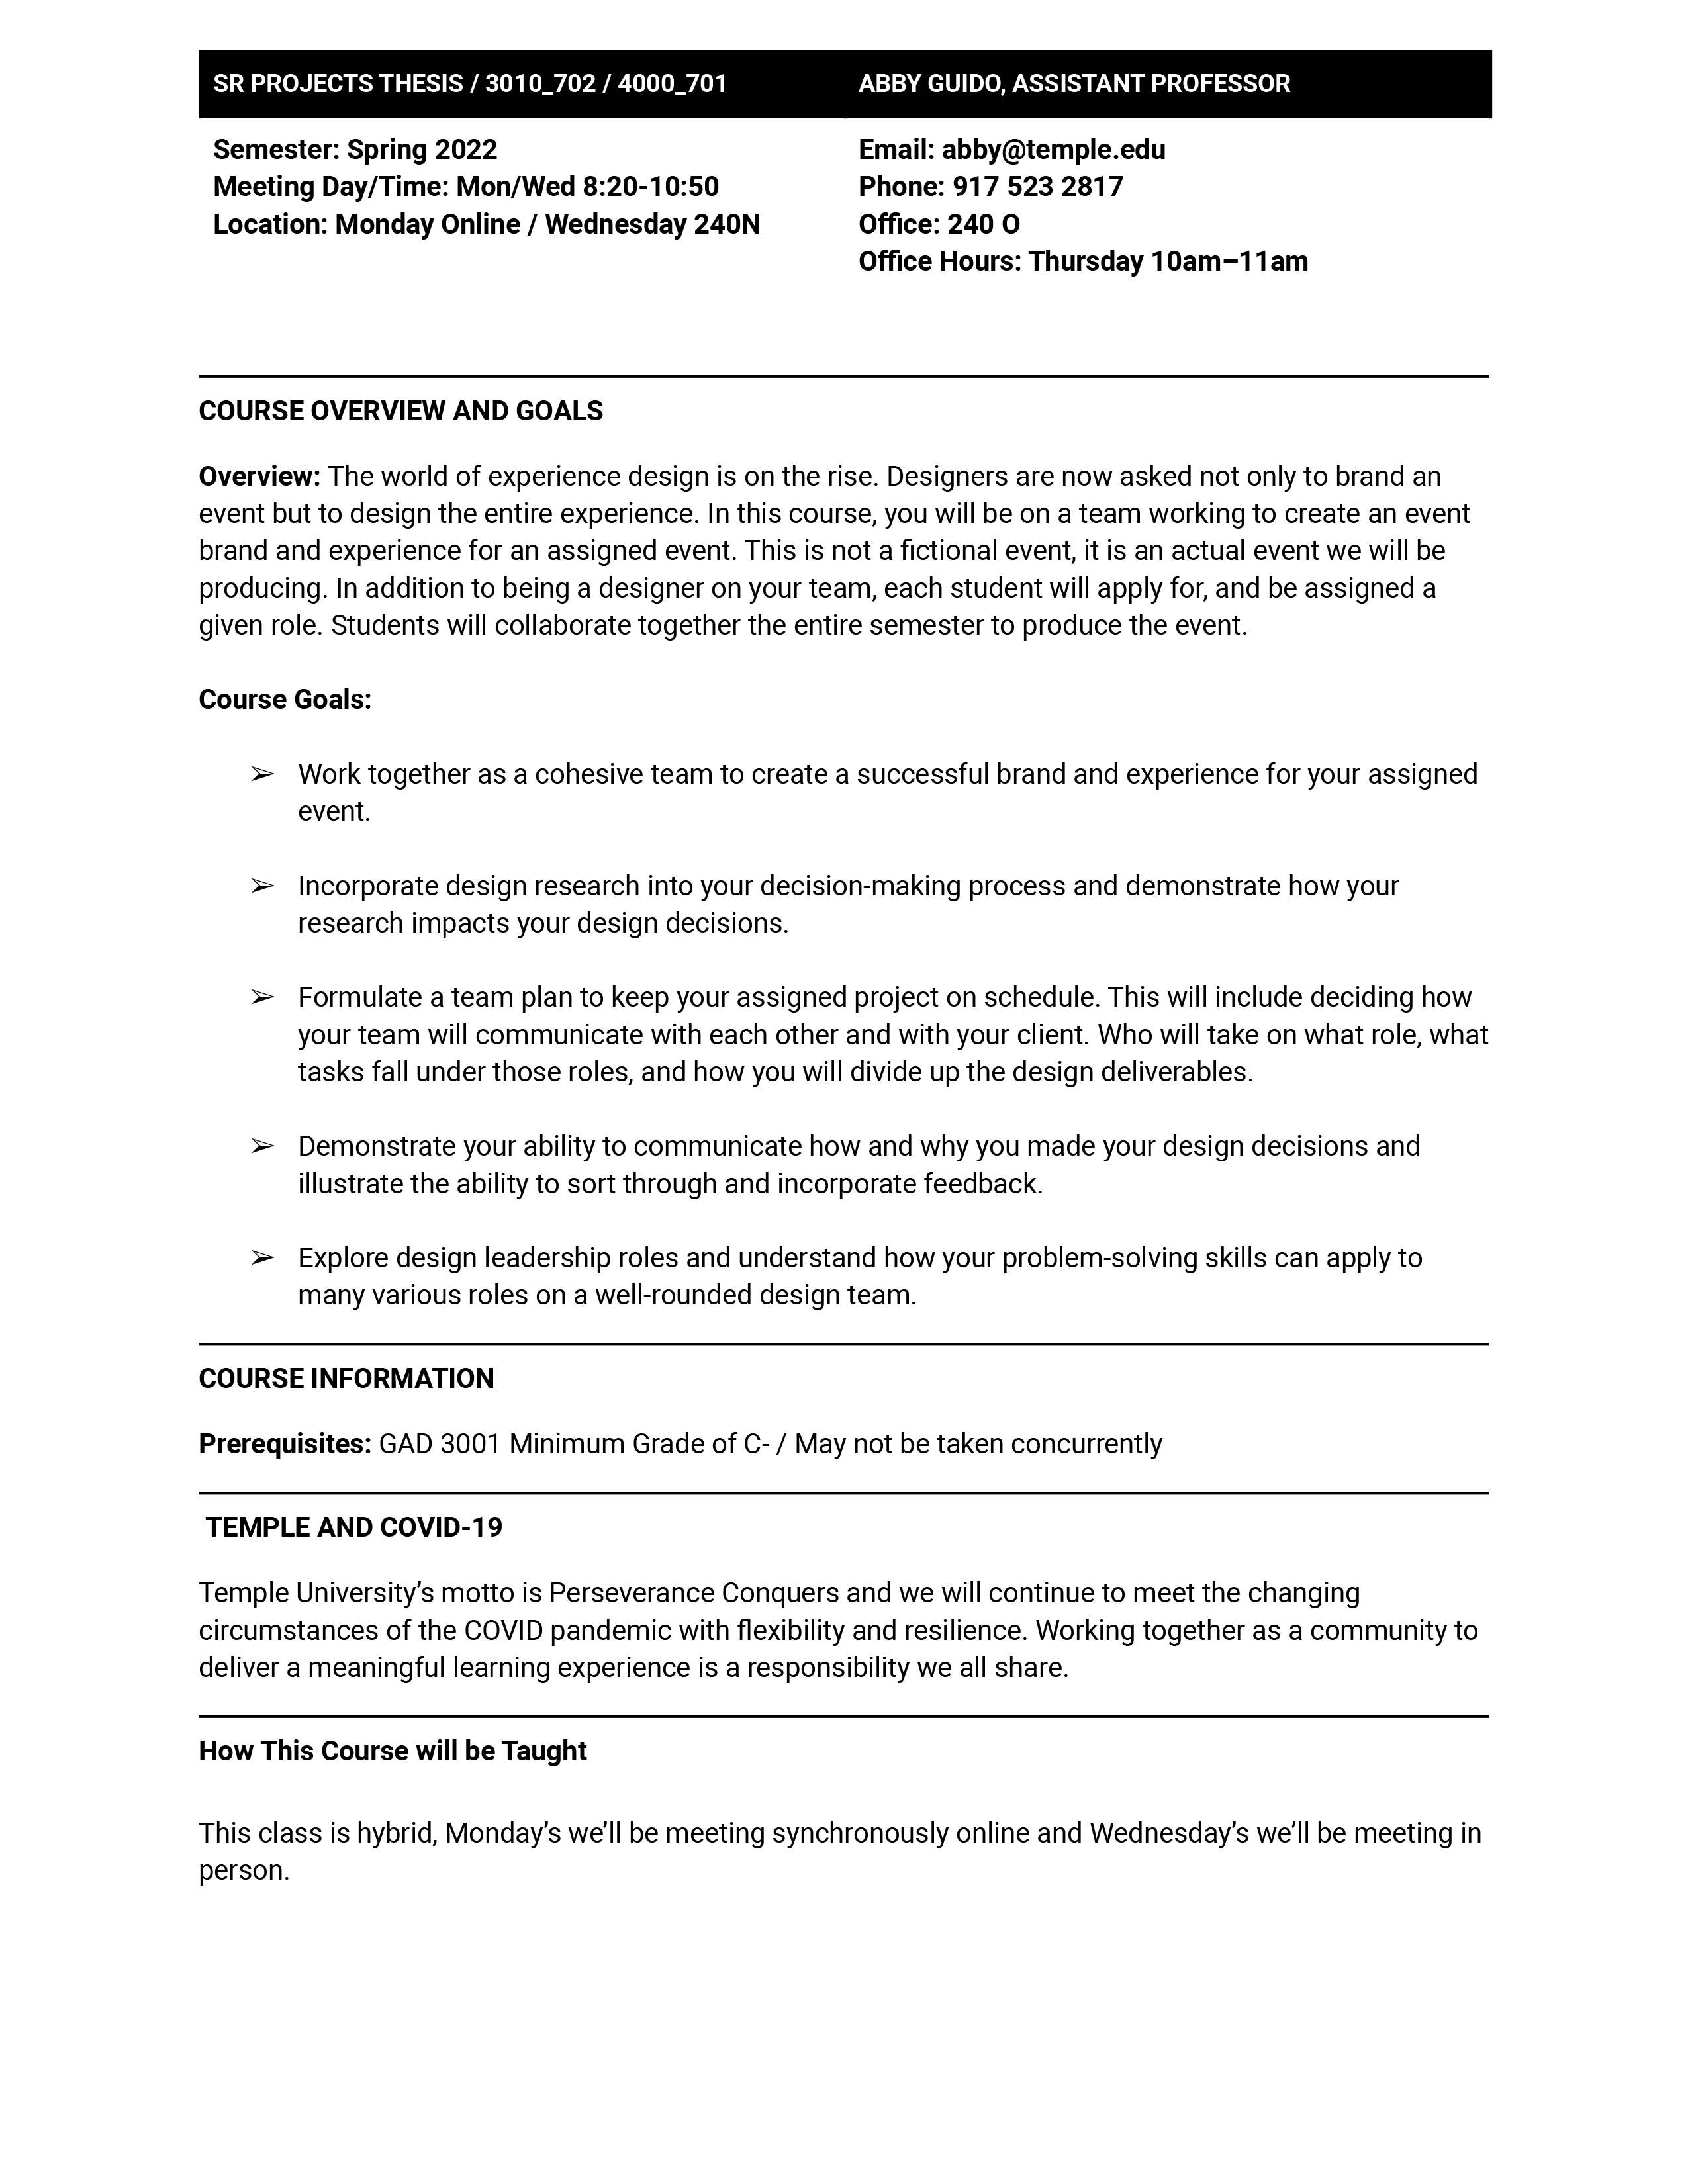 SR PROJECTS THESIS / 3010_702 / 4000_701
ABBY GUIDO, ASSISTANT PROFESSOR
Semester: Spring 2022
Meeting Day/Time: Mon/Wed 8:20-10:50
Location: Monday Online / Wednesday 240N
Email: abby@temple.edu
Phone: 917 523 2817
Office: 240 O
Office Hours: Thursday 10am–11am
COURSE OVERVIEW AND GOALS
Overview: The world of experience design is on the rise. Designers are now asked not only to brand an
event but to design the entire experience. In this course, you will be on a team working to create an event
brand and experience for an assigned event. This is not a fictional event, it is an actual event we will be
producing. In addition to being a designer on your team, each student will apply for, and be assigned a
given role. Students will collaborate together the entire semester to produce the event.
Course Goals:
➢ Work together as a cohesive team to create a successful brand and experience for your assigned
event.
➢ Incorporate design research into your decision-making process and demonstrate how your
research impacts your design decisions.
➢ Formulate a team plan to keep your assigned project on schedule. This will include deciding how
your team will communicate with each other and with your client. Who will take on what role, what
tasks fall under those roles, and how you will divide up the design deliverables.
➢ Demonstrate your ability to communicate how and why you made your design decisions and
illustrate the ability to sort through and incorporate feedback.
➢ Explore design leadership roles and understand how your problem-solving skills can apply to
many various roles on a well-rounded design team.
COURSE INFORMATION
Prerequisites: GAD 3001 Minimum Grade of C- / May not be taken concurrently
TEMPLE AND COVID-19
Temple University’s motto is Perseverance Conquers and we will continue to meet the changing
circumstances of the COVID pandemic with flexibility and resilience. Working together as a community to
deliver a meaningful learning experience is a responsibility we all share.
How This Course will be Taught
This class is hybrid, Monday’s we’ll be meeting synchronously online and Wednesday’s we’ll be meeting in
person.